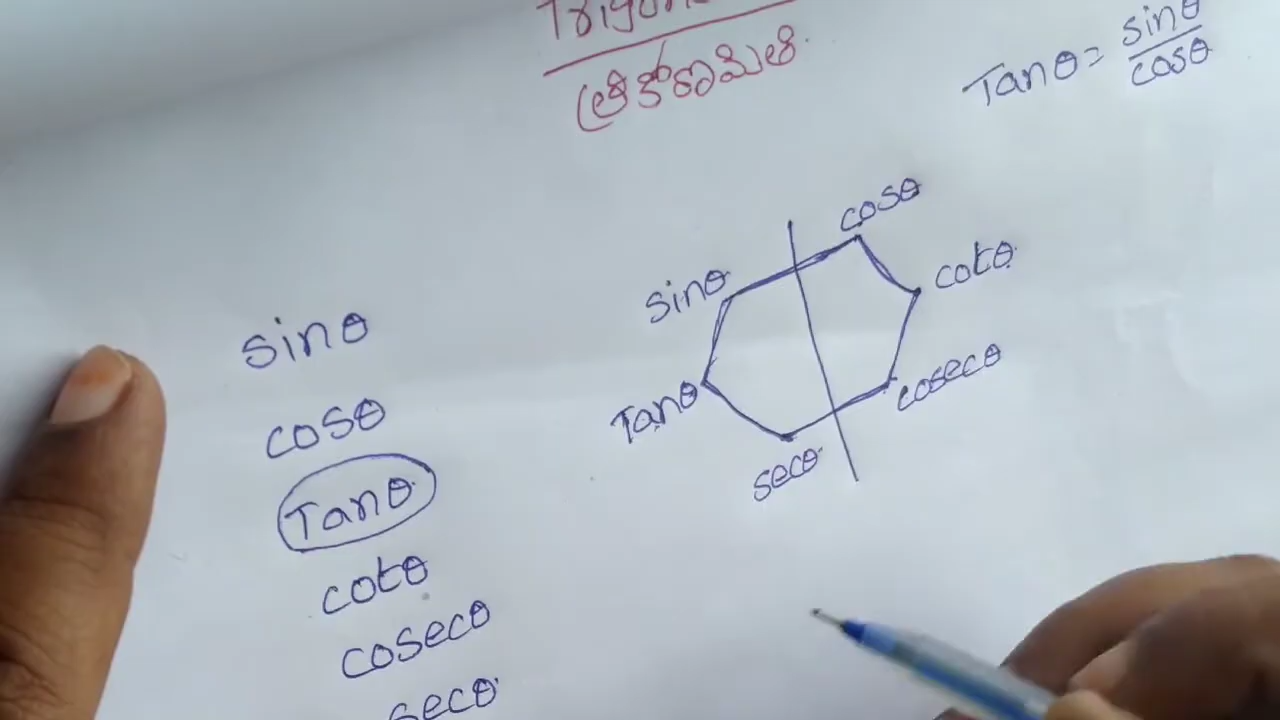 త్రికోణమితి
Tanθ = sinθ
cosθ
cosθ
sinθ
cotθ
Tanθ
cosecθ
secθ
sinθ
cosθ
Tanθ
cotθ
cosecθ
secθ